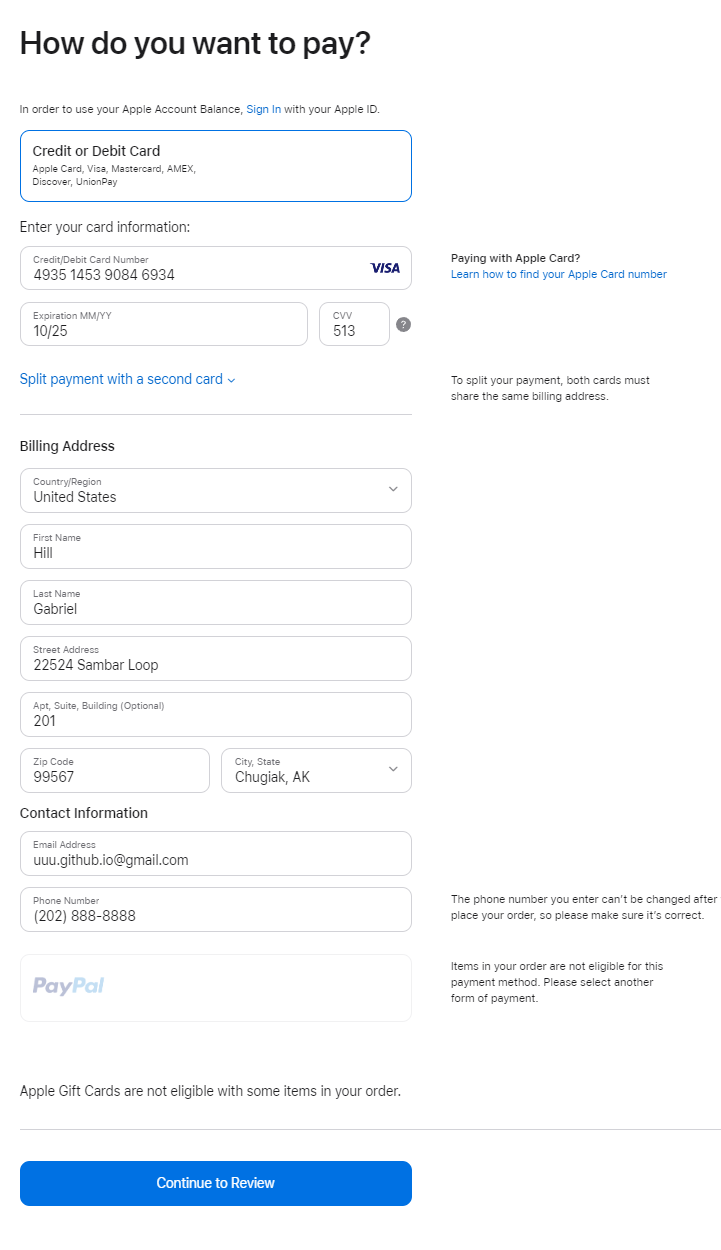 How do you want to pay?
In order to use your Apple Account Balance, Sign In with your Apple ID.
Credit or Debit Card
Apple Card, Visa, Mastercard, AMEX,
Discover, UnionPay
Enter your card information:
Credit/Debit Card Number
4935 1453 9084 6934
VISA
Paying with Apple Card?
Learn how to find your Apple Card number
Expiration MM/YY
10/25
CVV
513
?
Split payment with a second card
To split your payment, both cards must
share the same billing address.
Billing Address
Country/Region
United States
First Name
Hill
Last Name
Gabriel
Street Address
22524 Sambar Loop
Apt, Suite, Building (Optional)
201
Zip Code
99567
City, State
Chugiak, AK
Contact Information
Email Address
uuu.github.io@gmail.com
Phone Number
(202) 888-8888
The phone number you enter can't be changed after
place your order, so please make sure it's correct.
PayPal
Items in your order are not eligible for this
payment method. Please select another
form of payment.
Apple Gift Cards are not eligible with some items in your order.
Continue to Review